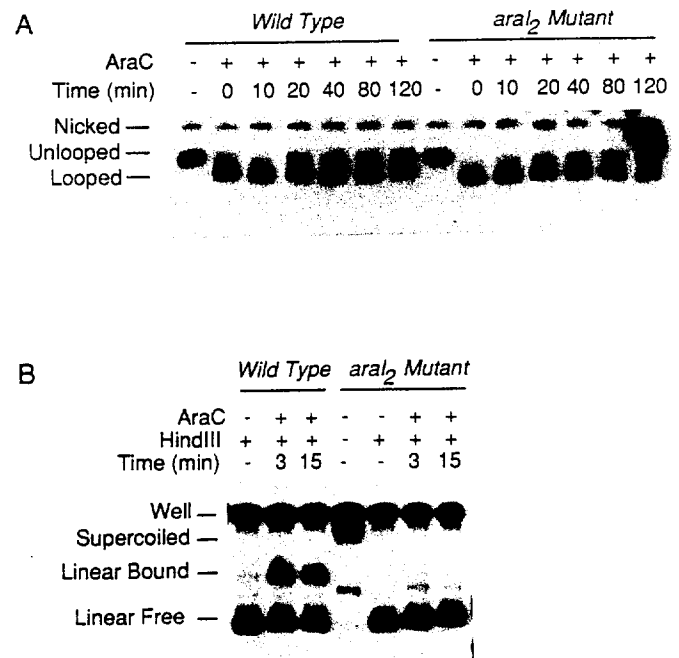 A
Wild Type araI2 Mutant
AraC - + + + + + + - + + + + + +
Time (min) - 0 10 20 40 80 120 - 0 10 20 40 80 120
Nicked —
Unlooped —
Looped —
B
Wild Type araI2 Mutant
AraC - + + - - + +
HindIII + + + - + + +
Time (min) - 3 15 - - 3 15
Well —
Supercoiled —
Linear Bound —
Linear Free —